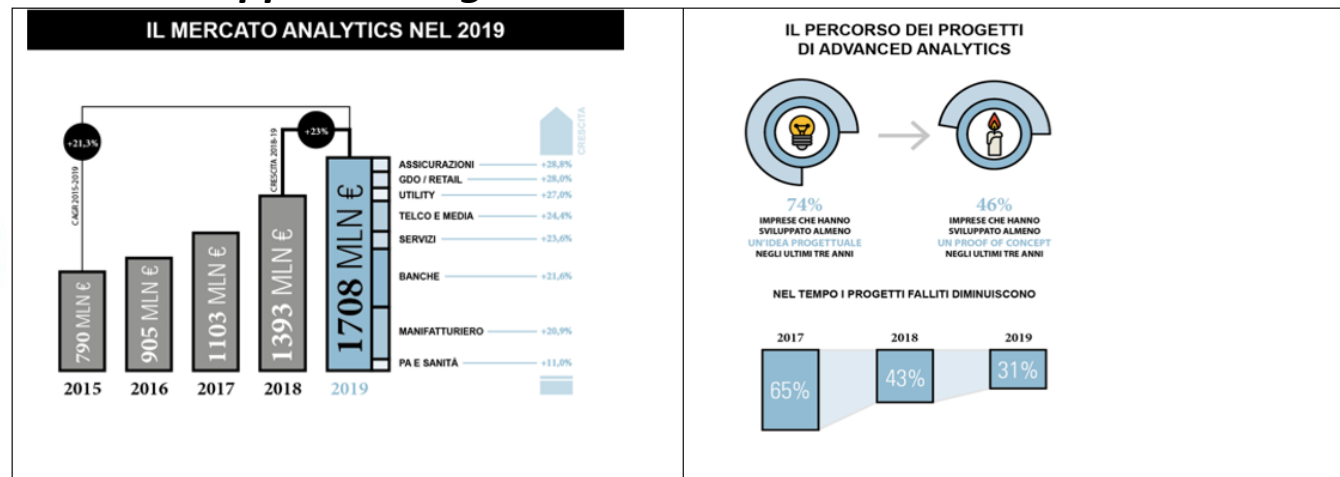 IL MERCATO ANALYTICS NEL 2019
+21,3%
CAGR 2015-2019
+23%
CRESCITA 2018-19
CRESCITA
790 MLN €
905 MLN €
1103 MLN €
1393 MLN €
1708 MLN €
ASSICURAZIONI +28,8%
GDO / RETAIL +28,0%
UTILITY +27,0%
TELCO E MEDIA +24,4%
SERVIZI +23,6%
BANCHE +21,6%
MANIFATTURIERO +20,9%
PA E SANITÀ +11,0%
2015 2016 2017 2018 2019
IL PERCORSO DEI PROGETTI
DI ADVANCED ANALYTICS
74%
IMPRESE CHE HANNO
SVILUPPATO ALMENO
UN'IDEA PROGETTUALE
NEGLI ULTIMI TRE ANNI
46%
IMPRESE CHE HANNO
SVILUPPATO ALMENO
UN PROOF OF CONCEPT
NEGLI ULTIMI TRE ANNI
NEL TEMPO I PROGETTI FALLITI DIMINUISCONO
2017 2018 2019
65% 43% 31%